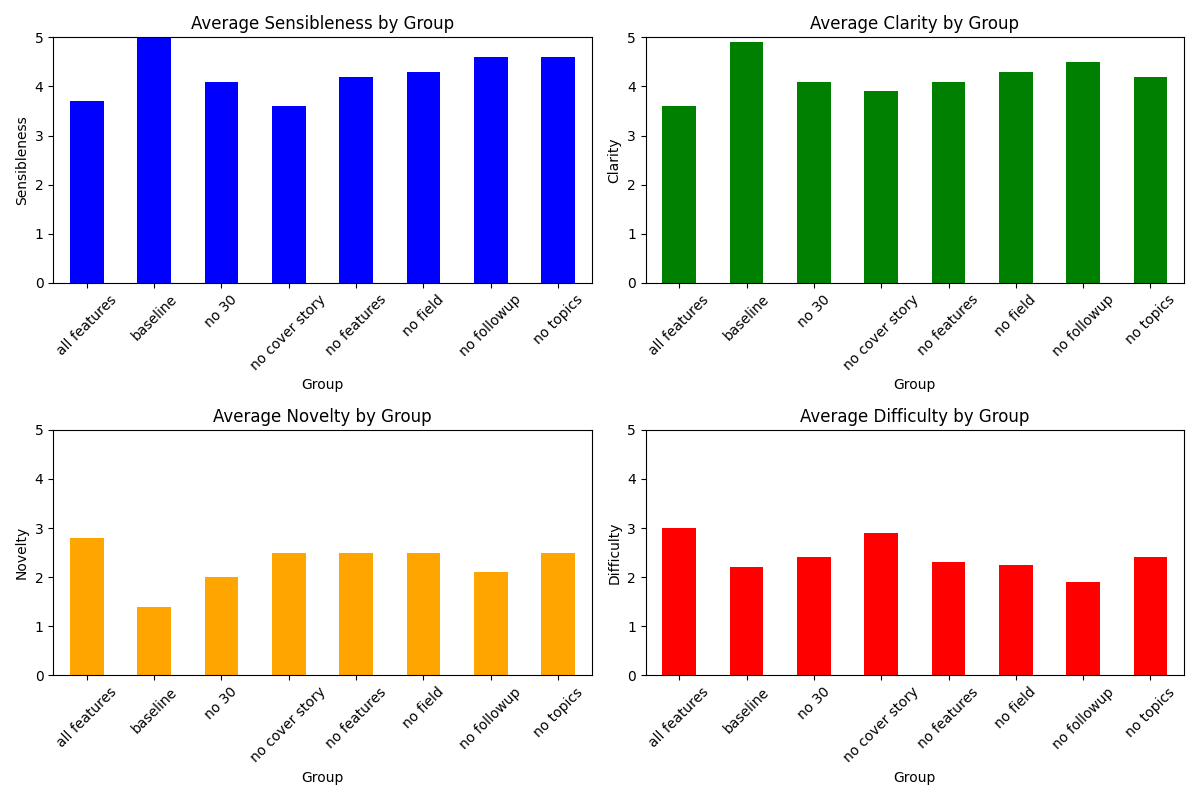 Average Sensibleness by Group
Sensibleness
5
4
3
2
1
0
all features
baseline
no 30
no cover story
no features
no field
no followup
no topics
Group
Average Clarity by Group
Clarity
5
4
3
2
1
0
all features
baseline
no 30
no cover story
no features
no field
no followup
no topics
Group
Average Novelty by Group
Novelty
5
4
3
2
1
0
all features
baseline
no 30
no cover story
no features
no field
no followup
no topics
Group
Average Difficulty by Group
Difficulty
5
4
3
2
1
0
all features
baseline
no 30
no cover story
no features
no field
no followup
no topics
Group